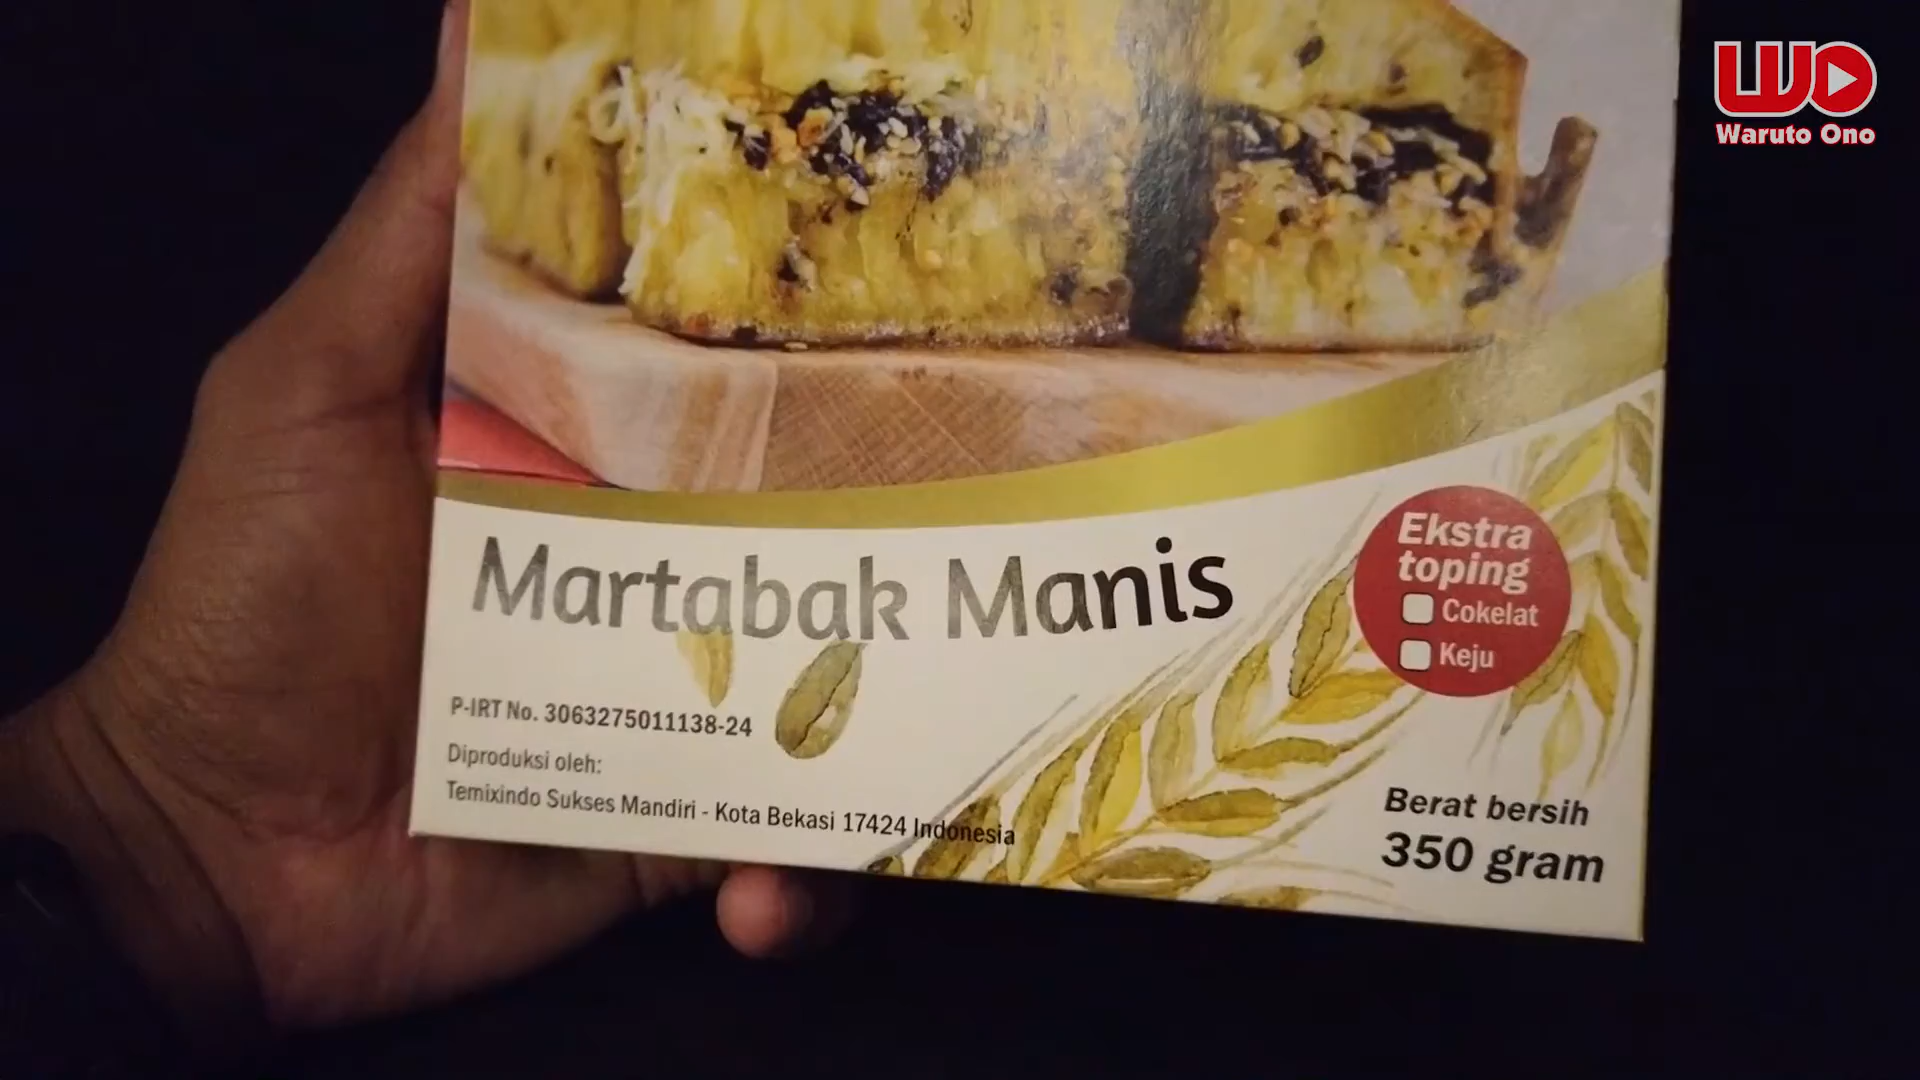 WO
Waruto Ono
Martabak Manis
Ekstra
toping
Cokelat
Keju
P-IRT No. 3063275011138-24
Diproduksi oleh:
Temixindo Sukses Mandiri - Kota Bekasi 17424 Indonesia
Berat bersih
350 gram